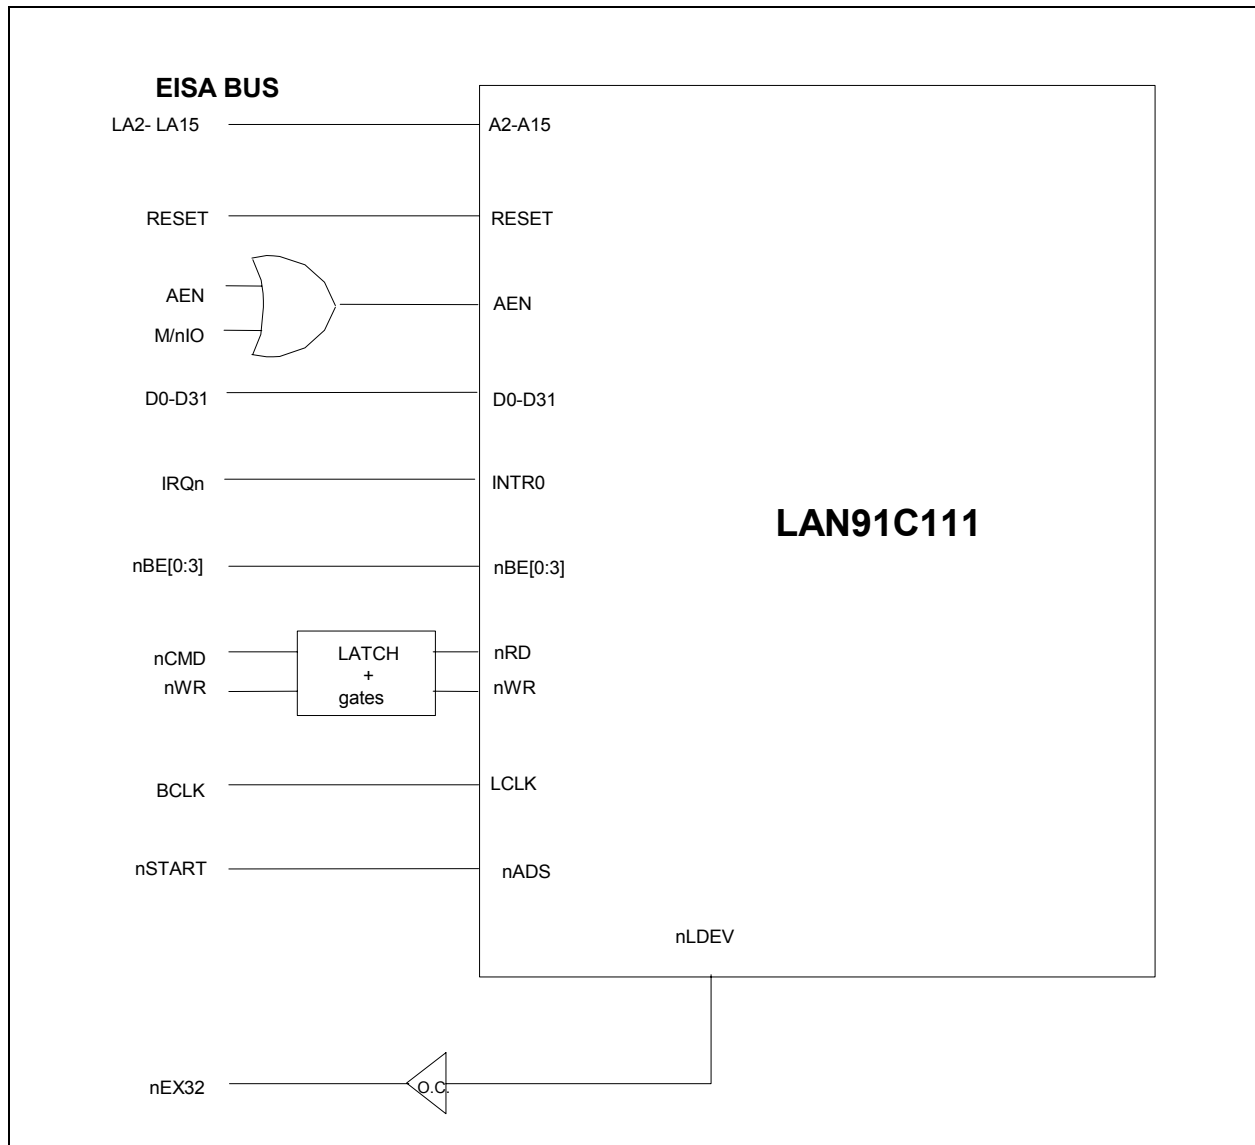 EISA BUS
LA2- LA15
A2-A15
RESET
RESET
AEN
M/nIO
AEN
D0-D31
D0-D31
IRQn
INTR0
LAN91C111
nBE[0:3]
nBE[0:3]
nCMD
nWR
LATCH
+
gates
nRD
nWR
BCLK
LCLK
nSTART
nADS
nLDEV
nEX32
O.C.